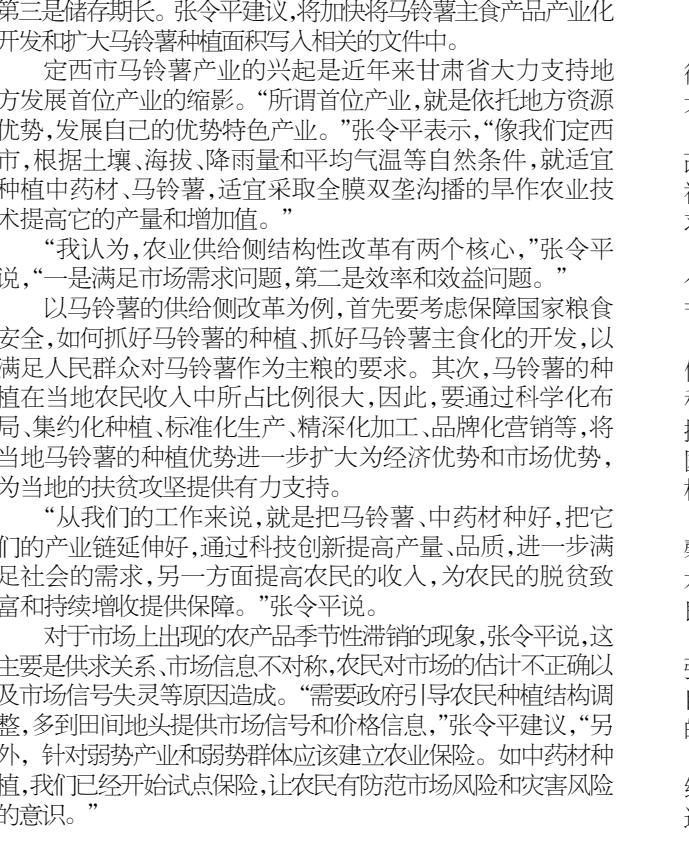 第三是储存期长。张令平建议,将加快将马铃薯主食产品产业化
开发和扩大马铃薯种植面积写入相关的文件中。
定西市马铃薯产业的兴起是近年来甘肃省大力支持地
方发展首位产业的缩影。“所谓首位产业,就是依托地方资源
优势,发展自己的优势特色产业。”张令平表示,“像我们定西
市,根据土壤、海拔、降雨量和平均气温等自然条件,就适宜
种植中药材、马铃薯,适宜采取全膜双垄沟播的旱作农业技
术提高它的产量和增加值。”
“我认为,农业供给侧结构性改革有两个核心,”张令平
说,“一是满足市场需求问题,第二是效率和效益问题。”
以马铃薯的供给侧改革为例,首先要考虑保障国家粮食
安全,如何抓好马铃薯的种植、抓好马铃薯主食化的开发,以
满足人民群众对马铃薯作为主粮的要求。其次,马铃薯的种
植在当地农民收入中所占比例很大,因此,要通过科学化布
局、集约化种植、标准化生产、精深化加工、品牌化营销等,将
当地马铃薯的种植优势进一步扩大为经济优势和市场优势,
为当地的扶贫攻坚提供有力支持。
“从我们的工作来说,就是把马铃薯、中药材种好,把它
们的产业链延伸好,通过科技创新提高产量、品质,进一步满
足社会的需求,另一方面提高农民的收入,为农民的脱贫致
富和持续增收提供保障。”张令平说。
对于市场上出现的农产品季节性滞销的现象,张令平说,这
主要是供求关系、市场信息不对称,农民对市场的估计不正确以
及市场信号失灵等原因造成。“需要政府引导农民种植结构调
整,多到田间地头提供市场信号和价格信息,”张令平建议,“另
外,针对弱势产业和弱势群体应该建立农业保险。如中药材种
植,我们已经开始试点保险,让农民有防范市场风险和灾害风险
的意识。”